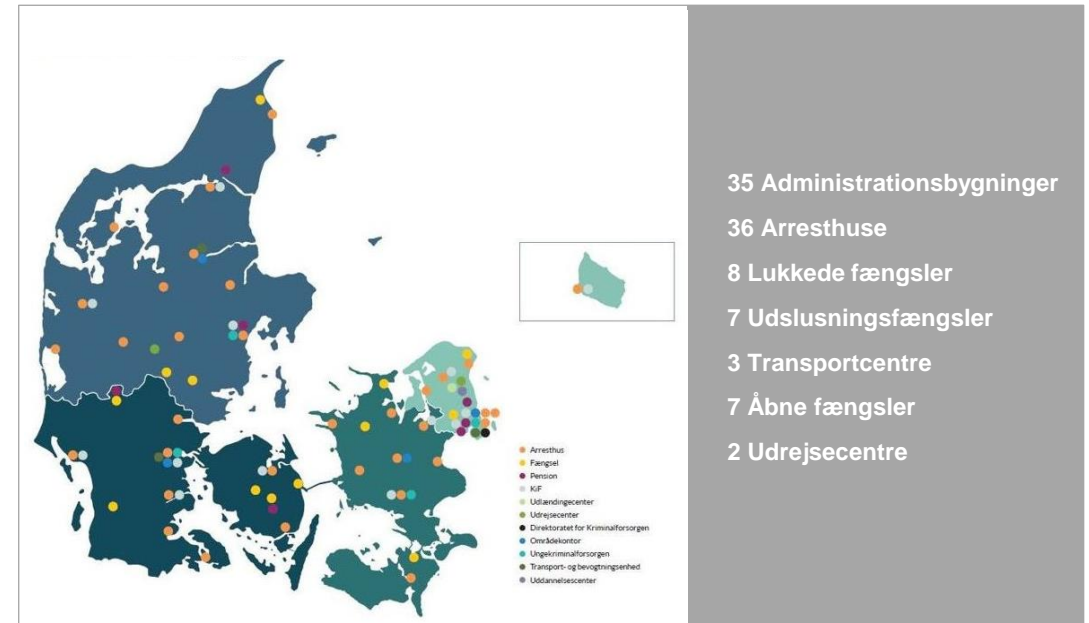 Arresthus
Fængsel
Pension
KiF
Udlændingecenter
Udrejsecenter
Direktoratet for Kriminalforsorgen
Områdekontor
Ungekriminalforsorgen
Transport- og bevogtningsenhed
Uddannelsescenter
35 Administrationsbygninger
36 Arresthuse
8 Lukkede fængsler
7 Udslusningsfængsler
3 Transportcentre
7 Åbne fængsler
2 Udrejsecentre